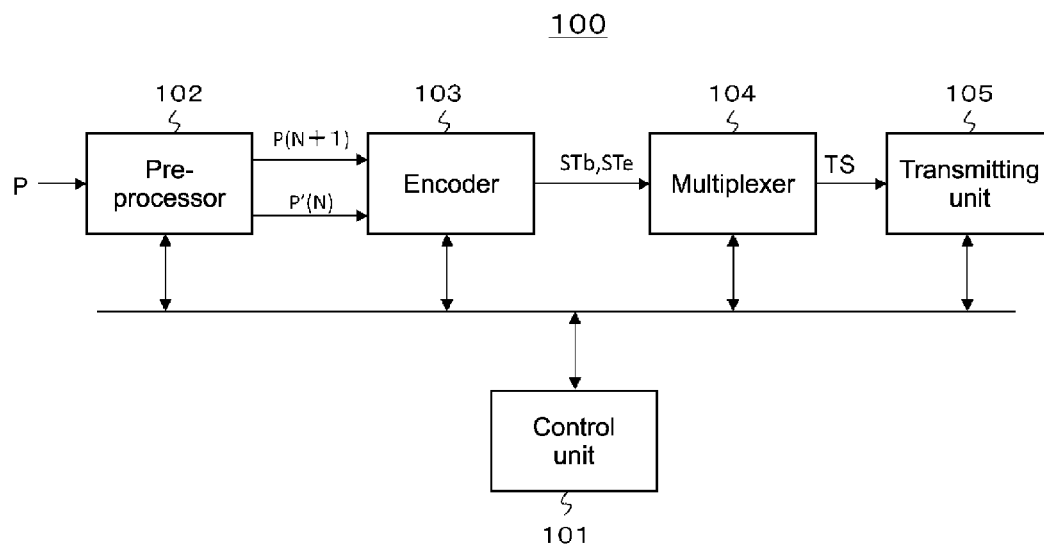 100
102
103
104
105
P
Pre-
processor
P(N+1)
P'(N)
Encoder
STb,STe
Multiplexer
TS
Transmitting
unit
Control
unit
101